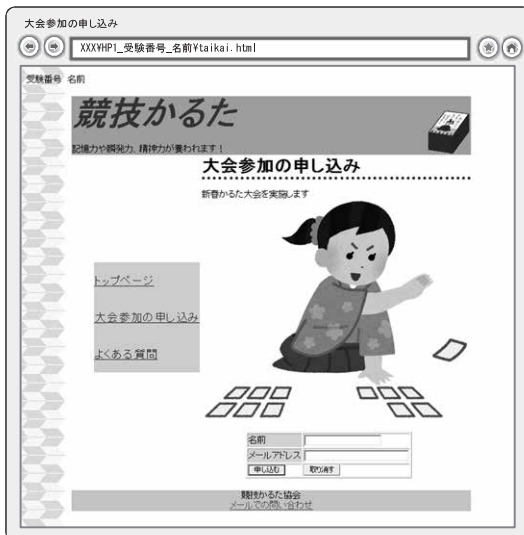 大会参加の申し込み
XXX¥HP1_受験番号_名前¥taikai.html
受験番号 名前
競技かるた
記憶力や瞬発力、精神力が養われます！
大会参加の申し込み
新春かるた大会を実施します
トップページ
大会参加の申し込み
よくある質問
名前
メールアドレス
申し込む 取り消す
競技かるた協会
メールでの問い合わせ